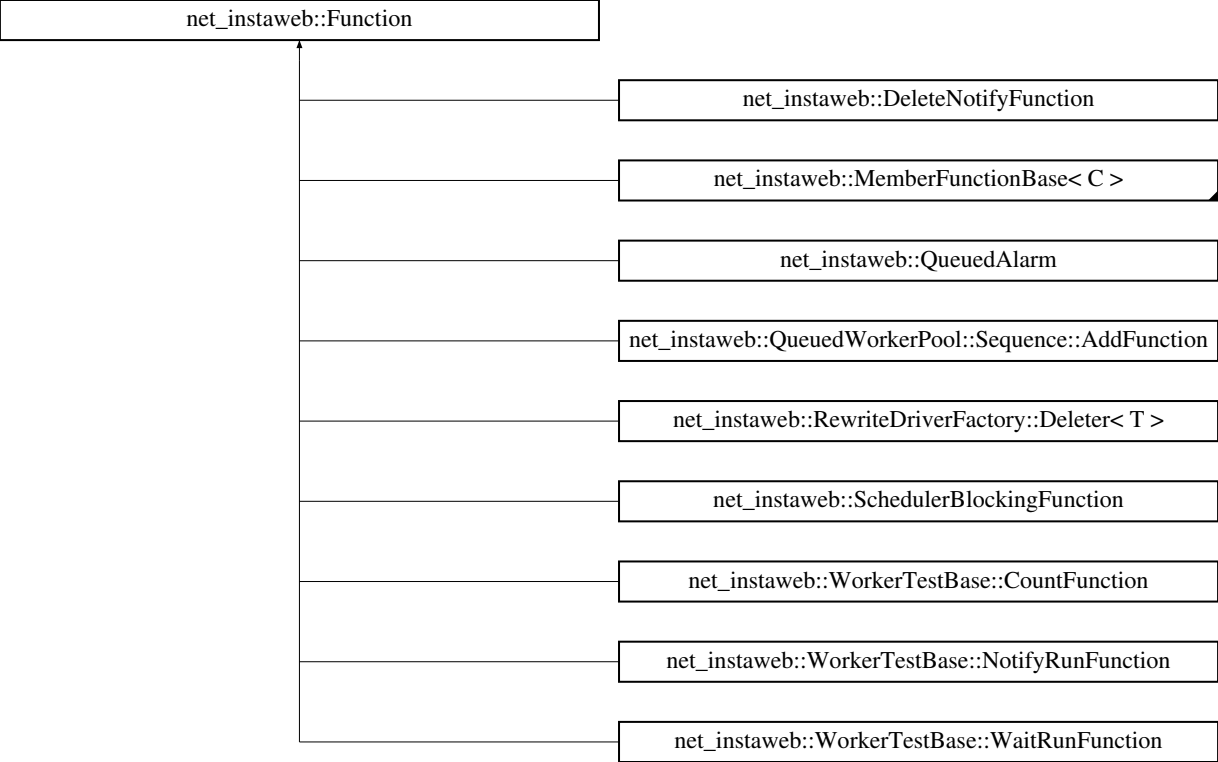 net_instaweb::Function
net_instaweb::DeleteNotifyFunction
net_instaweb::MemberFunctionBase< C >
net_instaweb::QueuedAlarm
net_instaweb::QueuedWorkerPool::Sequence::AddFunction
net_instaweb::RewriteDriverFactory::Deleter< T >
net_instaweb::SchedulerBlockingFunction
net_instaweb::WorkerTestBase::CountFunction
net_instaweb::WorkerTestBase::NotifyRunFunction
net_instaweb::WorkerTestBase::WaitRunFunction